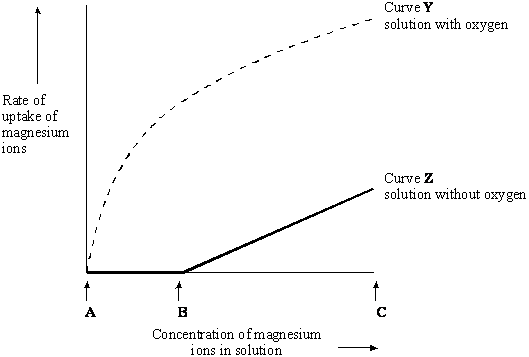 Curve Y
solution with oxygen
Rate of
uptake of
magnesium
ions
Curve Z
solution without oxygen
A
B
C
Concentration of magnesium
ions in solution